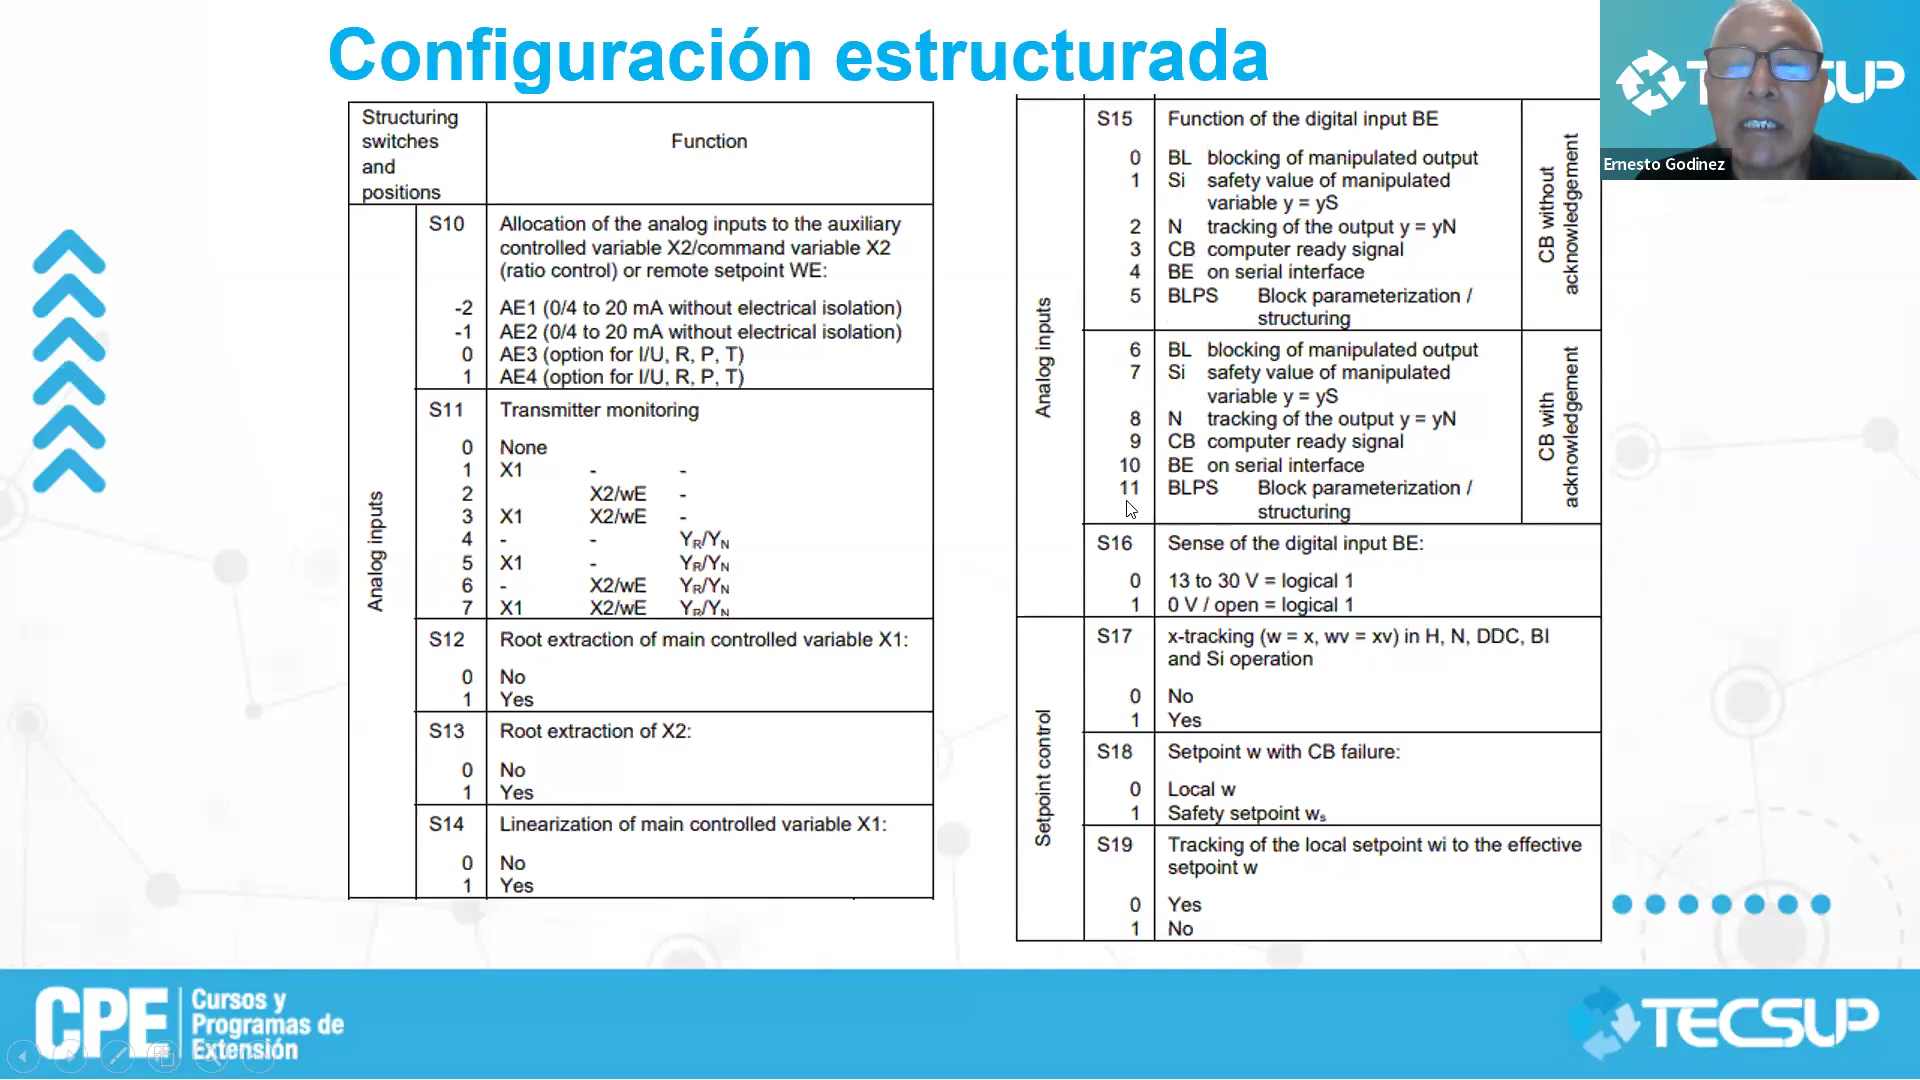 Configuración estructurada
Structuring
switches
and
positions
Function
Analog inputs
S10 Allocation of the analog inputs to the auxiliary
controlled variable X2/command variable X2
(ratio control) or remote setpoint WE:
-2 AE1 (0/4 to 20 mA without electrical isolation)
-1 AE2 (0/4 to 20 mA without electrical isolation)
0 AE3 (option for I/U, R, P, T)
1 AE4 (option for I/U, R, P, T)
S11 Transmitter monitoring
0 None
1 X1 - -
2 X2/wE -
3 X1 X2/wE -
4 - - YR/YN
5 X1 - YR/YN
6 - X2/wE YR/YN
7 X1 X2/wE YR/YN
S12 Root extraction of main controlled variable X1:
0 No
1 Yes
S13 Root extraction of X2:
0 No
1 Yes
S14 Linearization of main controlled variable X1:
0 No
1 Yes
Analog inputs
S15 Function of the digital input BE
0 BL blocking of manipulated output
1 Si safety value of manipulated
variable y = yS
2 N tracking of the output y = yN
3 CB computer ready signal
4 BE on serial interface
5 BLPS Block parameterization /
structuring
CB without
acknowledgement
6 BL blocking of manipulated output
7 Si safety value of manipulated
variable y = yS
8 N tracking of the output y = yN
9 CB computer ready signal
10 BE on serial interface
11 BLPS Block parameterization /
structuring
CB with
acknowledgement
S16 Sense of the digital input BE:
0 13 to 30 V = logical 1
1 0 V / open = logical 1
Setpoint control
S17 x-tracking (w = x, wv = xv) in H, N, DDC, BI
and Si operation
0 No
1 Yes
S18 Setpoint w with CB failure:
0 Local w
1 Safety setpoint ws
S19 Tracking of the local setpoint wi to the effective
setpoint w
0 Yes
1 No
Ernesto Godinez
CPE
Cursos y
Programas de
Extensión
TECSUP